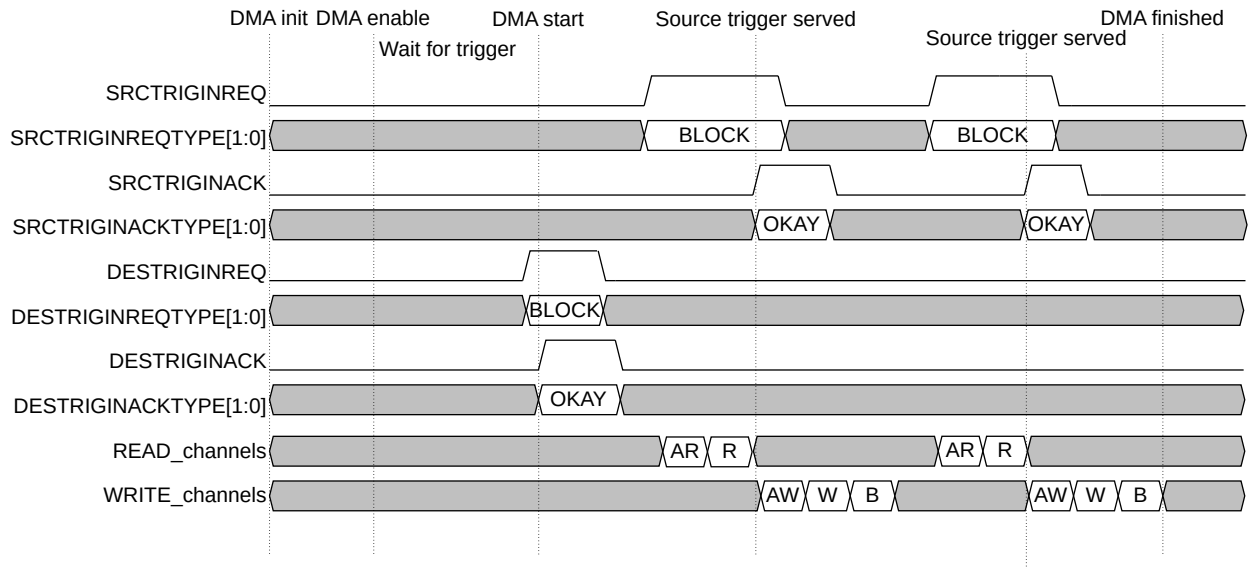 DMA init DMA enable DMA start Source trigger served DMA finished
Wait for trigger Source trigger served
SRCTRIGINREQ
SRCTRIGINREQTYPE[1:0] BLOCK BLOCK
SRCTRIGINACK
SRCTRIGINACKTYPE[1:0] OKAY OKAY
DESTRIGINREQ
DESTRIGINREQTYPE[1:0] BLOCK
DESTRIGINACK
DESTRIGINACKTYPE[1:0] OKAY
READ_channels AR R AR R
WRITE_channels AW W B AW W B